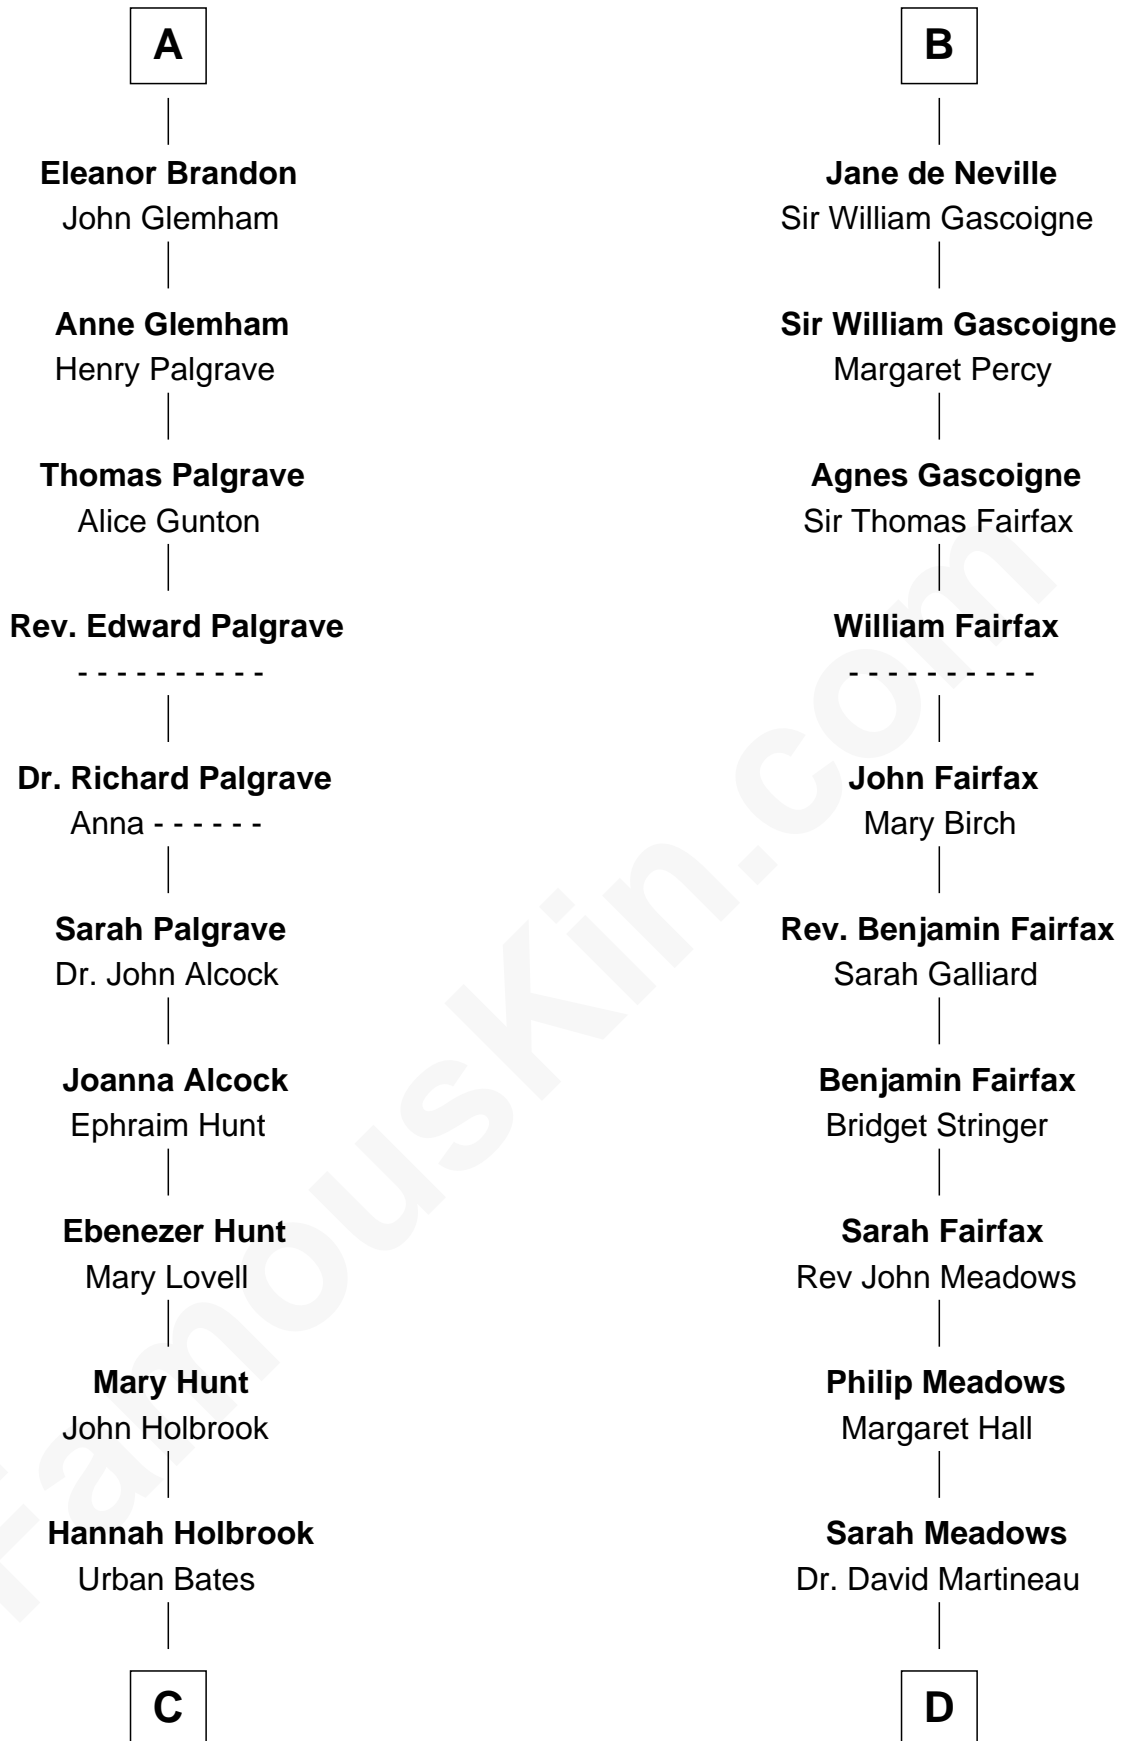 A
Eleanor Brandon
John Glemham
Anne Glemham
Henry Palgrave
Thomas Palgrave
Alice Gunton
Rev. Edward Palgrave
- - - - - - - - - -
Dr. Richard Palgrave
Anna - - - - - -
Sarah Palgrave
Dr. John Alcock
Joanna Alcock
Ephraim Hunt
Ebenezer Hunt
Mary Lovell
Mary Hunt
John Holbrook
Hannah Holbrook
Urban Bates
C
B
Jane de Neville
Sir William Gascoigne
Sir William Gascoigne
Margaret Percy
Agnes Gascoigne
Sir Thomas Fairfax
William Fairfax
- - - - - - - - - -
John Fairfax
Mary Birch
Rev. Benjamin Fairfax
Sarah Galliard
Benjamin Fairfax
Bridget Stringer
Sarah Fairfax
Rev John Meadows
Philip Meadows
Margaret Hall
Sarah Meadows
Dr. David Martineau
D
FamousKin.com